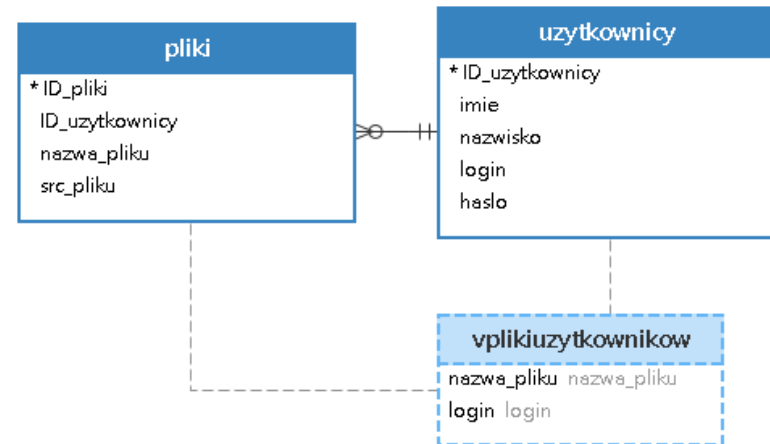 pliki
* ID_pliki
ID_uzytkownicy
nazwa_pliku
src_pliku
uzytkownicy
* ID_uzytkownicy
imie
nazwisko
login
haslo
vplikiuzytkownikow
nazwa_pliku nazwa_pliku
login login